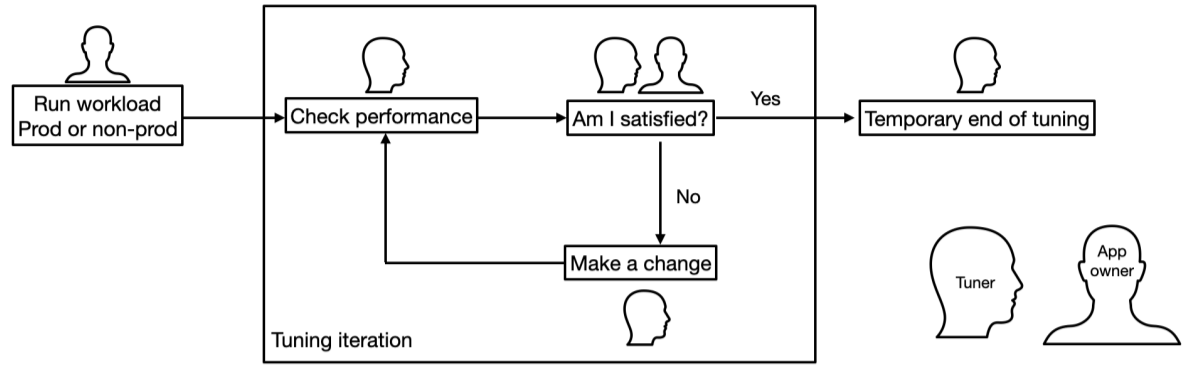 Run workload
Prod or non-prod
Check performance
Am I satisfied?
Yes
Temporary end of tuning
No
Make a change
Tuning iteration
Tuner
App
owner